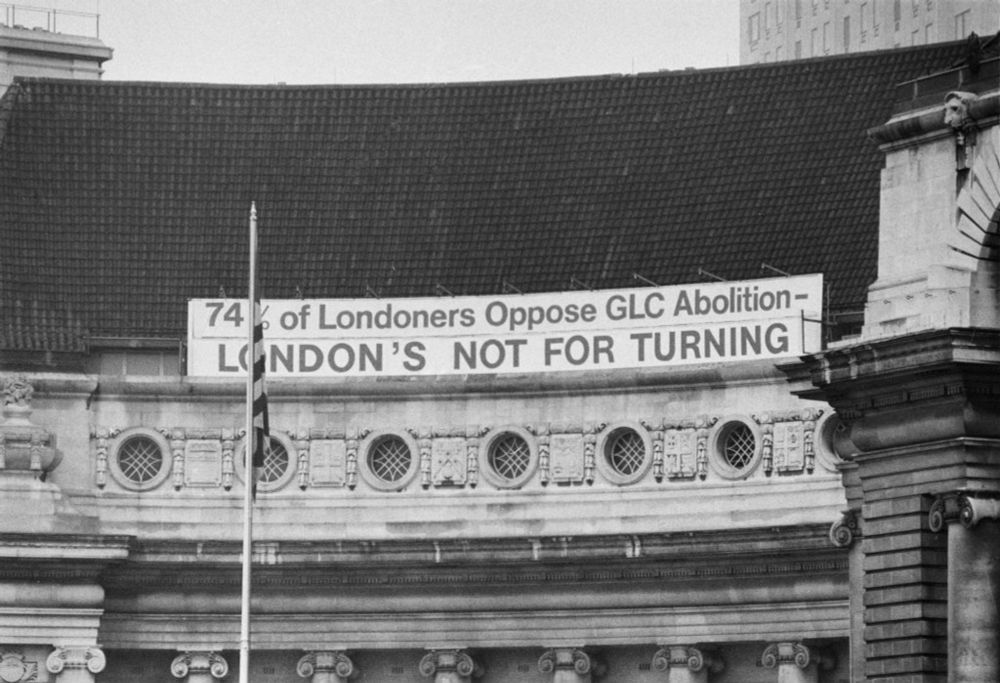 74% of Londoners Oppose GLC Abolition-
LONDON'S NOT FOR TURNING